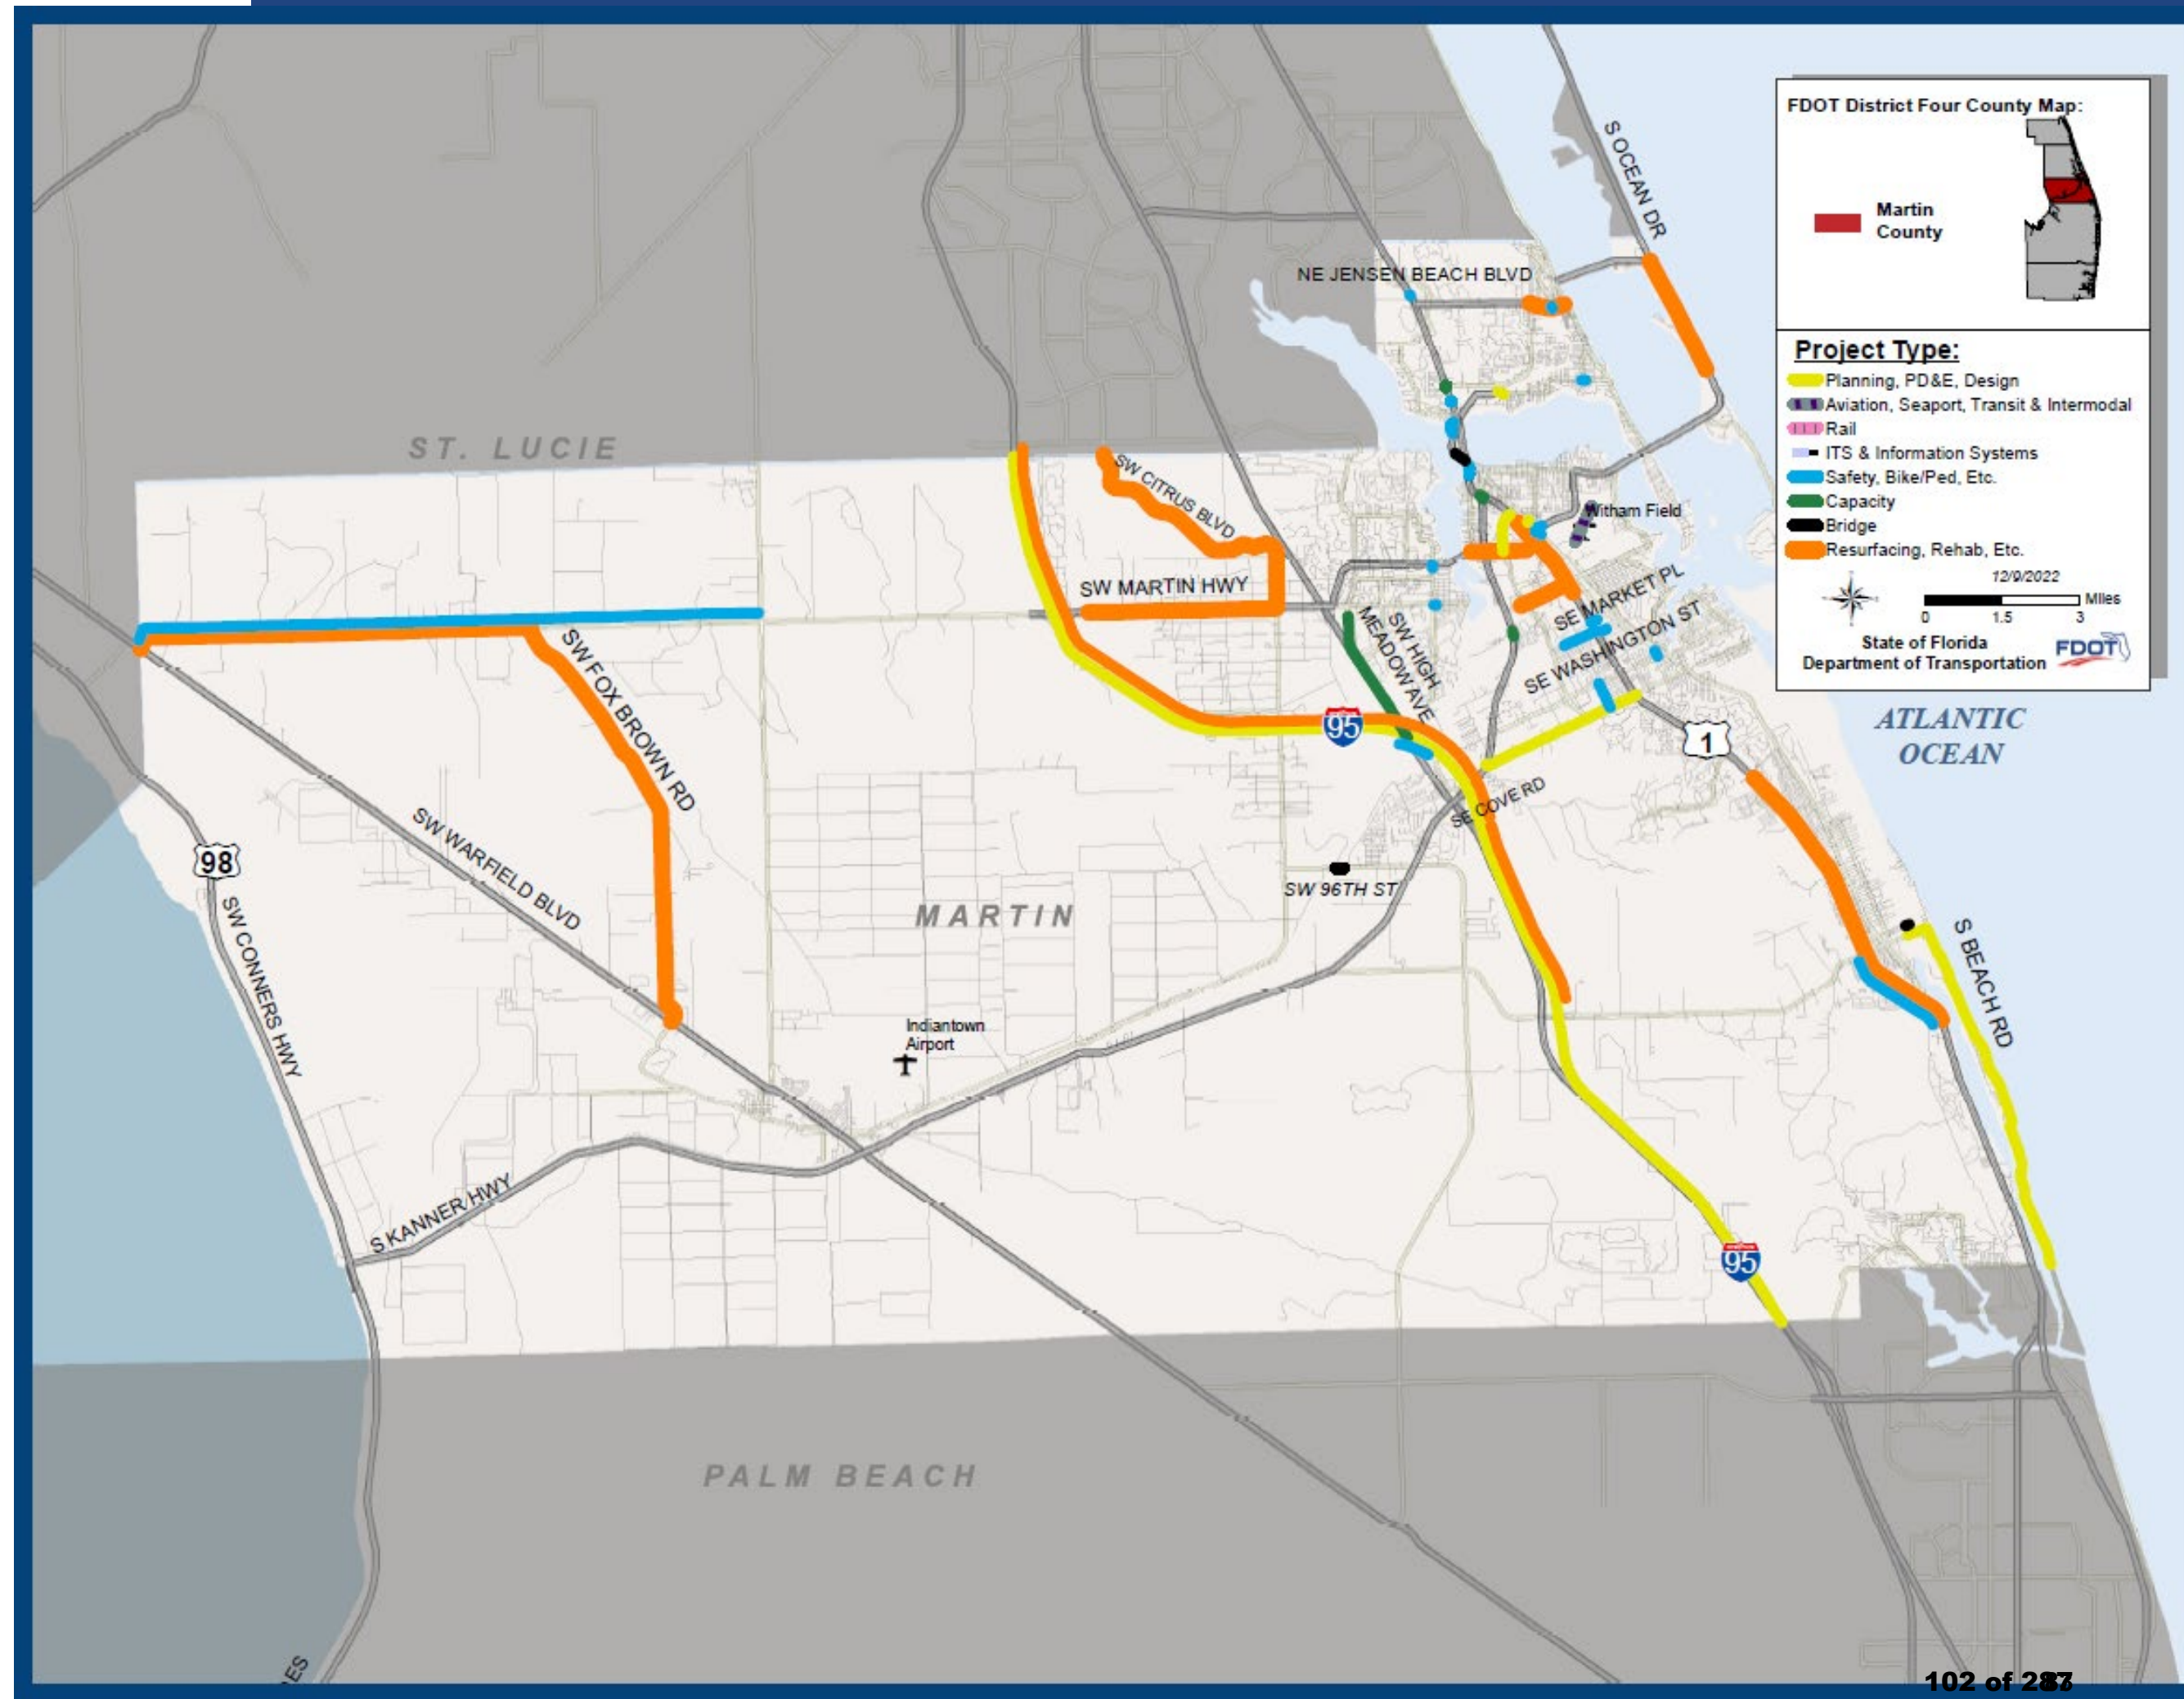 S OCEAN DR
NE JENSEN BEACH BLVD
ST. LUCIE
SW CITRUS BLVD
Witham Field
SW MARTIN HWY
SE MARKET PL
SW HIGH
MEADOW AVE
SE WASHINGTON ST
SW FOX BROWN RD
95
1
ATLANTIC
OCEAN
SE COVE RD
SW WARFIELD BLVD
98
SW 96TH ST
MARTIN
SW CONNERS HWY
S BEACH RD
Indiantown
Airport
S KANNER HWY
95
PALM BEACH
FDOT District Four County Map:
Martin
County
Project Type:
Planning, PD&E, Design
Aviation, Seaport, Transit & Intermodal
Rail
ITS & Information Systems
Safety, Bike/Ped, Etc.
Capacity
Bridge
Resurfacing, Rehab, Etc.
12/9/2022
Miles
0 1.5 3
State of Florida
Department of Transportation
FDOT
102 of